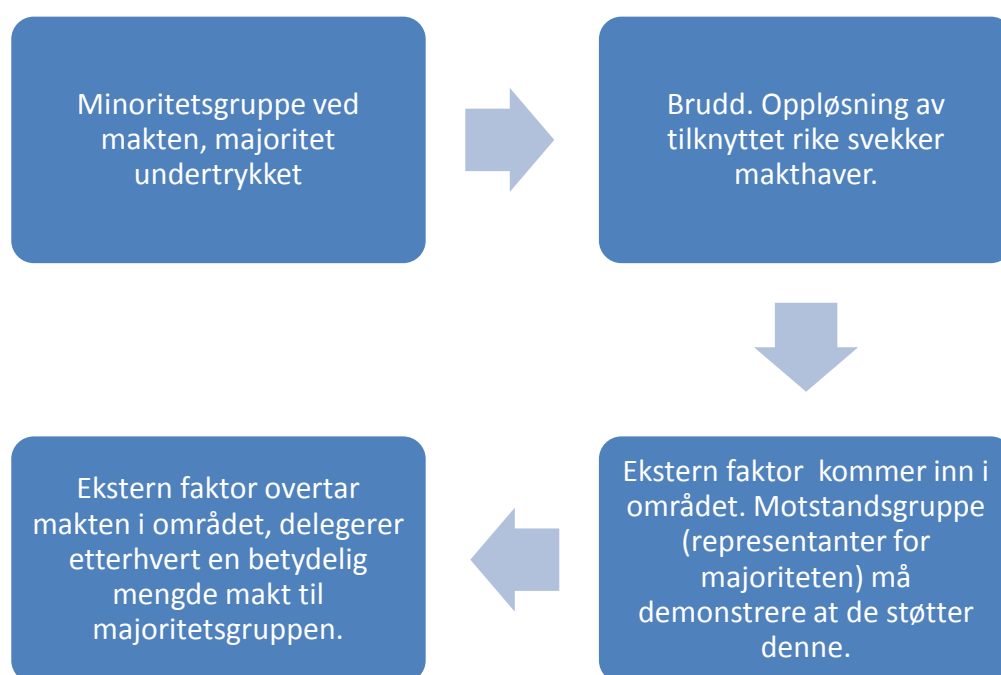 Minoritetsgruppe ved
makten, majoritet
undertrykket
Brudd. Oppløsning av
tilknyttet rike svekker
makthaver.
Ekstern faktor  kommer inn i
området. Motstandsgruppe
(representanter for
majoriteten) må
demonstrere at de støtter
denne.
Ekstern faktor overtar
makten i området, delegerer
etterhvert en betydelig
mengde makt til
majoritetsgruppen.